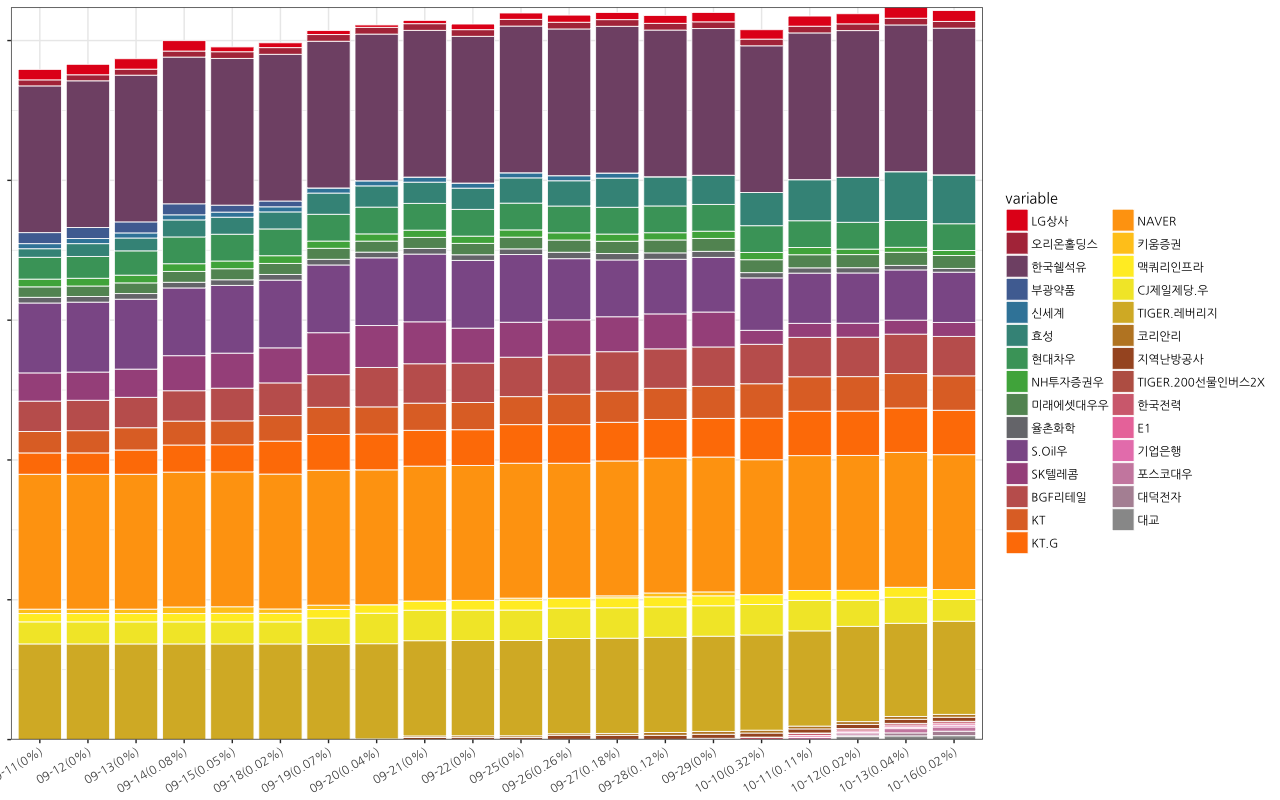 variable
LG상사
오리온홀딩스
한국쉘석유
부광약품
신세계
효성
현대차우
NH투자증권우
미래에셋대우우
율촌화학
S.Oil우
SK텔레콤
BGF리테일
KT
KT.G
NAVER
키움증권
맥쿼리인프라
CJ제일제당.우
TIGER.레버리지
코리안리
지역난방공사
TIGER.200선물인버스2X
한국전력
E1
기업은행
포스코대우
대덕전자
대교
-11(0%)
09-12(0%)
09-13(0%)
09-14(0.08%)
09-15(0.05%)
09-18(0.02%)
09-19(0.07%)
09-20(0.04%)
09-21(0%)
09-22(0%)
09-25(0%)
09-26(0.26%)
09-27(0.18%)
09-28(0.12%)
09-29(0%)
10-10(0.32%)
10-11(0.11%)
10-12(0.02%)
10-13(0.04%)
10-16(0.02%)